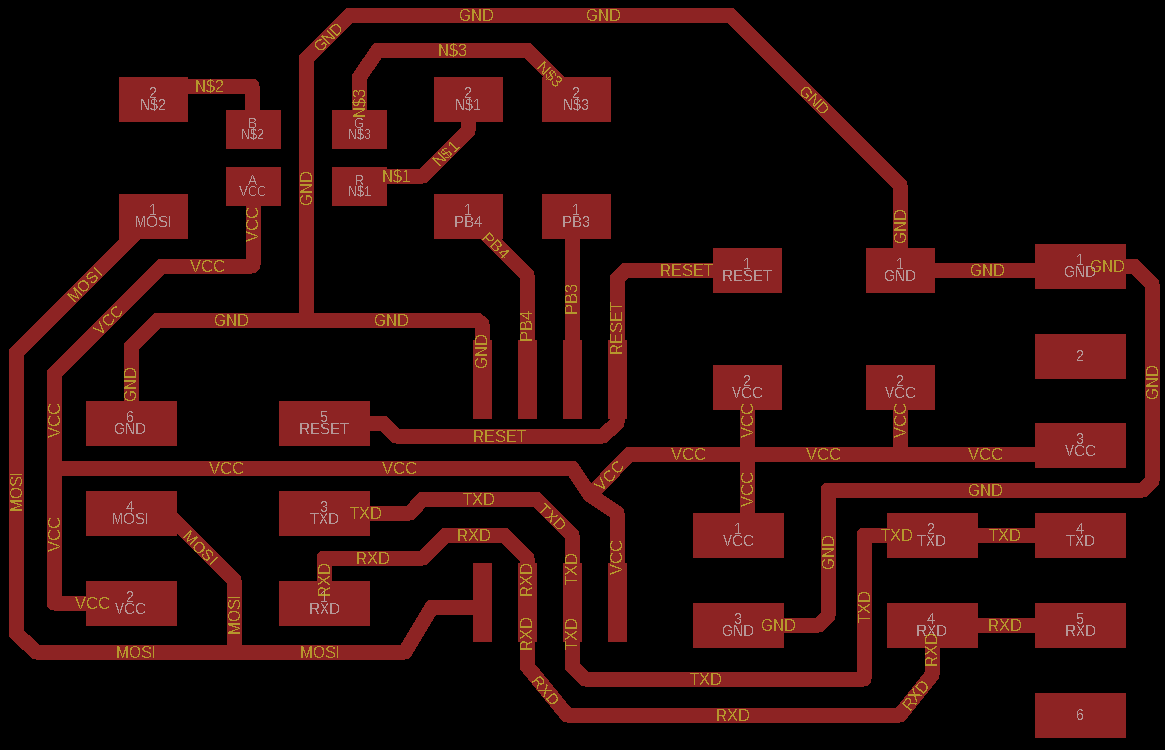 GND GND
GND
N$3
N$3
2
N$2
N$2
N$3
2
N$1
2
N$3
GND
B
N$2
G
N$3
N$1
A
VCC
R
N$1
N$1
GND
1
MOSI
VCC
1
PB4
1
PB3
GND
PB4
MOSI
VCC
RESET
1
RESET
1
GND
GND
1
GND
GND
VCC
GND
GND
PB3
PB4
RESET
GND
2
GND
GND
2
VCC
2
VCC
6
GND
5
RESET
VCC
RESET
VCC
VCC
3
VCC
VCC
VCC
VCC
VCC
VCC
VCC
VCC
MOSI
VCC
GND
4
MOSI
3
TXD
TXD
TXD
TXD
MOSI
VCC
RXD
RXD
TXD
VCC
1
VCC
GND
TXD
2
TXD
TXD
4
TXD
VCC
2
VCC
MOSI
RXD
1
RXD
RXD
RXD
TXD
3
GND
GND
TXD
4
RXD
RXD
RXD
5
RXD
MOSI
MOSI
TXD
RXD
RXD
RXD
6